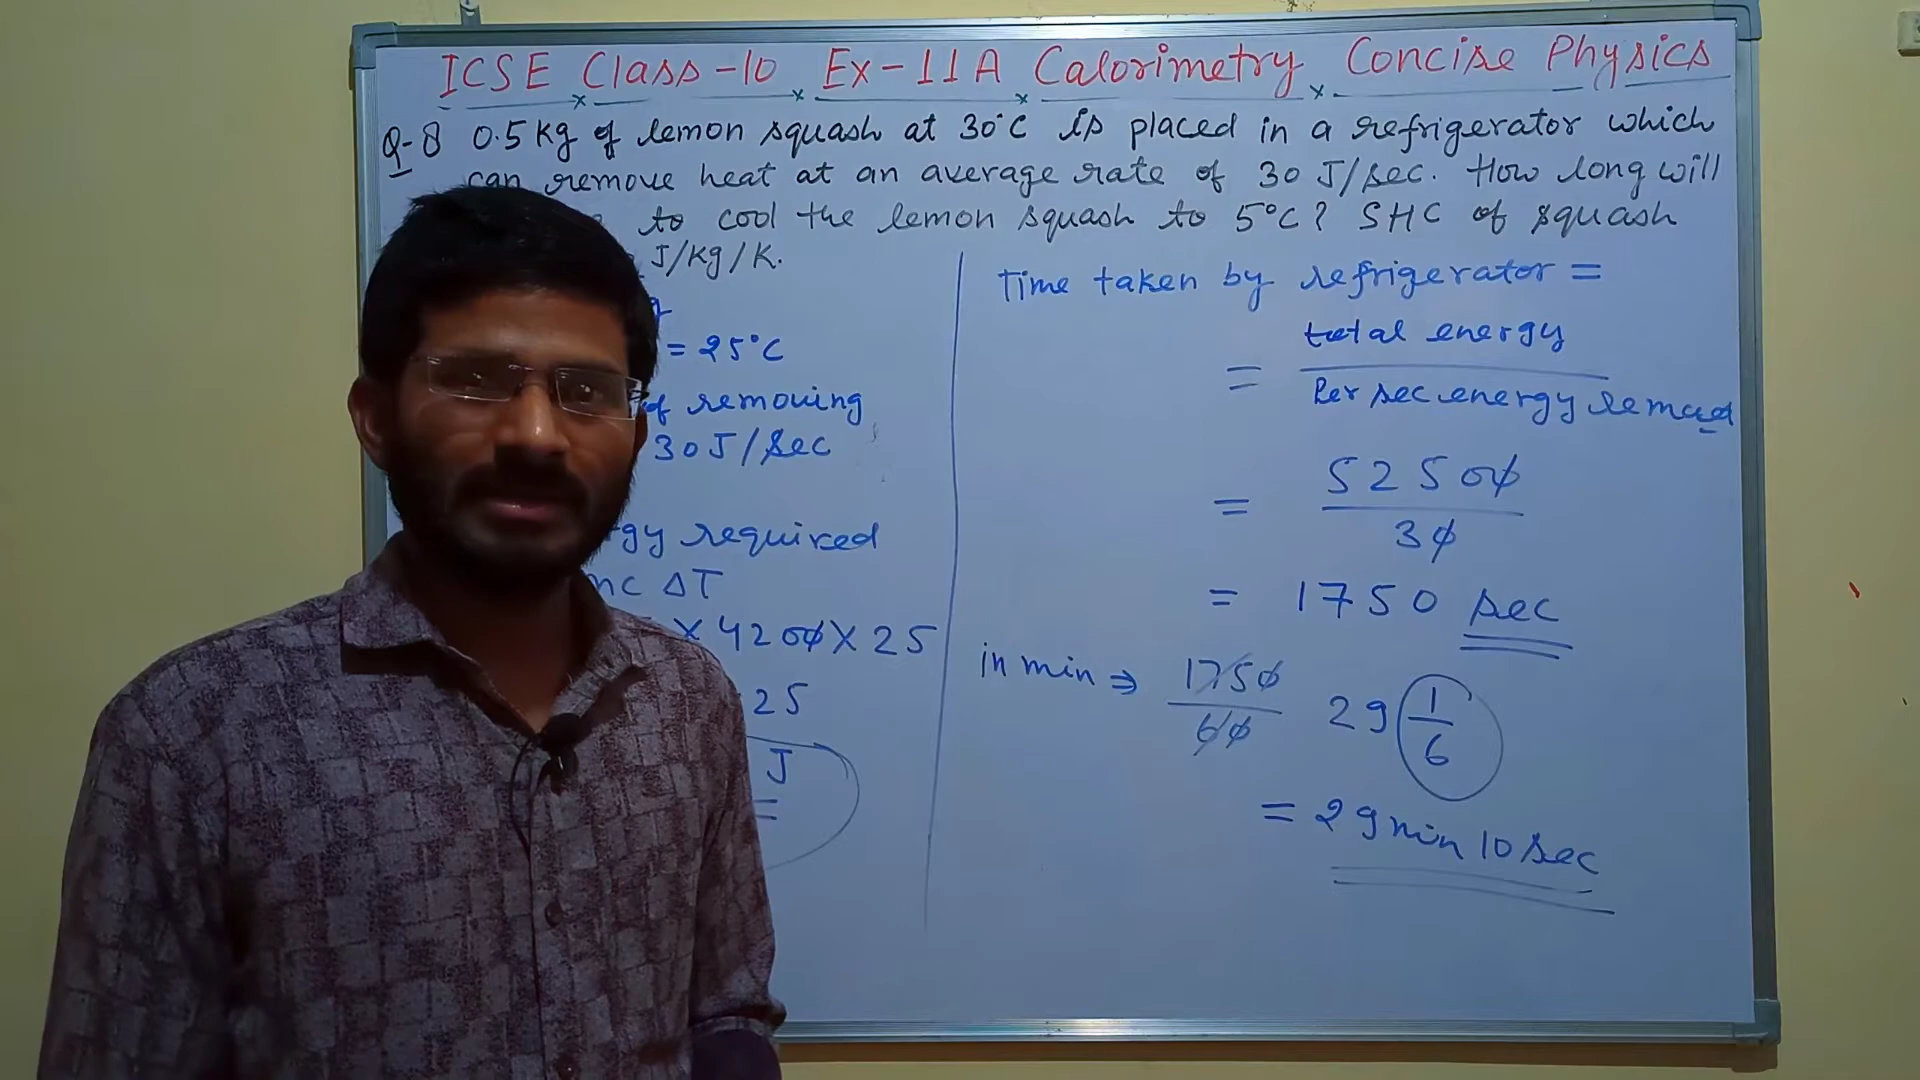 ICSE Class-10 Ex-11A Calorimetry Concise Physics
Q-8 0.5 kg of lemon squash at 30°C is placed in a refrigerator which
can remove heat at an average rate of 30 J/sec. How long will
to cool the lemon squash to 5°C? SHC of squash
J/kg/K.
= 25°C
of removing
30 J/sec
gy required
mc ΔT
X 4200 X 25
25
J
=
Time taken by refrigerator =
= total energy
Per sec energy removed
= 52500
30
= 1750 sec
in min ⇒ 1750
60
29 1
6
= 29 min 10 sec